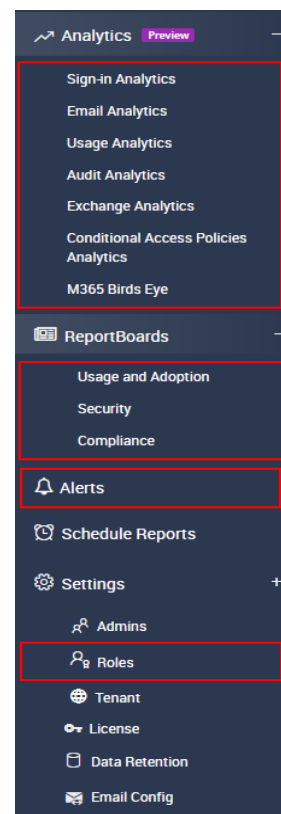 Analytics Preview
Sign-in Analytics
Email Analytics
Usage Analytics
Audit Analytics
Exchange Analytics
Conditional Access Policies
Analytics
M365 Birds Eye
ReportBoards
Usage and Adoption
Security
Compliance
Alerts
Schedule Reports
Settings
Admins
Roles
Tenant
License
Data Retention
Email Config